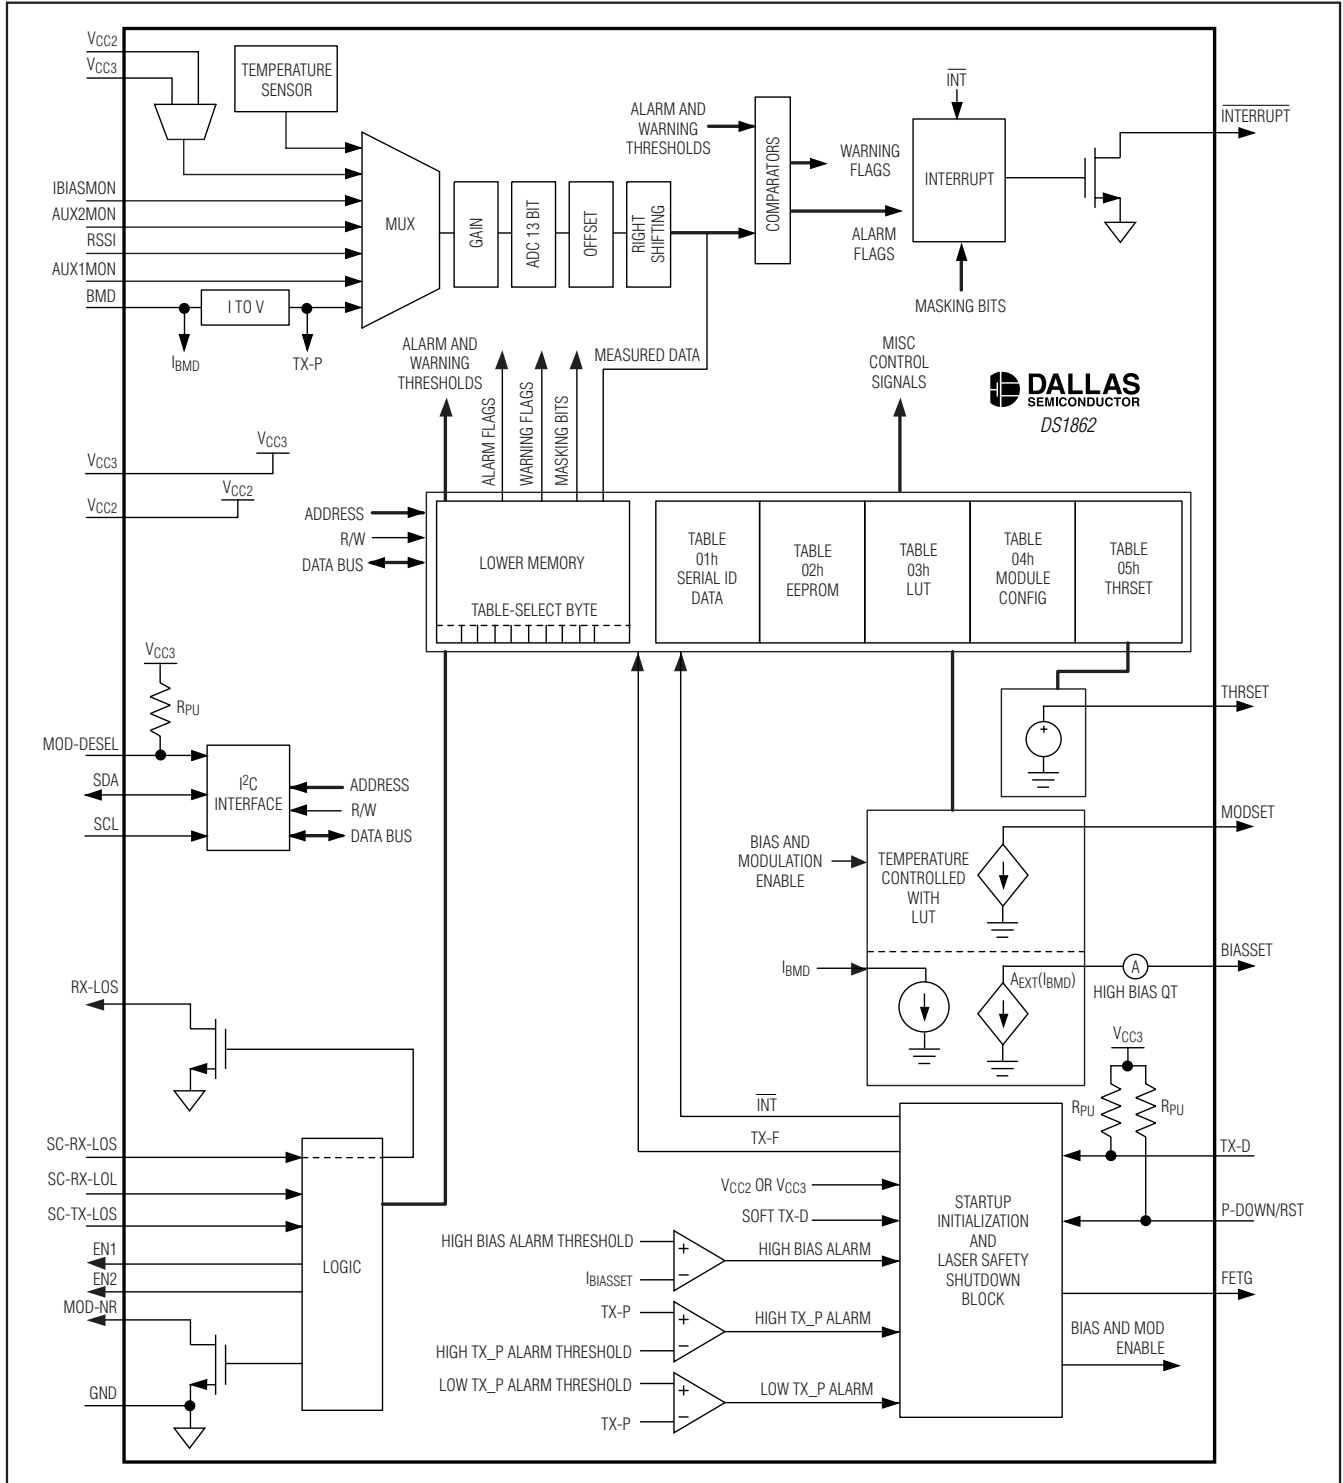 VCC2
VCC3
TEMPERATURE
SENSOR
IBIASMON
AUX2MON
RSSI
AUX1MON
BMD
I TO V
IBMD
TX-P
MUX
GAIN
ADC 13 BIT
OFFSET
RIGHT
SHIFTING
ALARM AND
WARNING
THRESHOLDS
COMPARATORS
WARNING
FLAGS
ALARM
FLAGS
INT
INTERRUPT
MASKING BITS
INTERRUPT
ALARM AND
WARNING
THRESHOLDS
ALARM FLAGS
WARNING FLAGS
MASKING BITS
MEASURED DATA
MISC
CONTROL
SIGNALS
DALLAS
SEMICONDUCTOR
DS1862
VCC3
VCC3
VCC2
VCC2
ADDRESS
R/W
DATA BUS
LOWER MEMORY
TABLE-SELECT BYTE
TABLE
01h
SERIAL ID
DATA
TABLE
02h
EEPROM
TABLE
03h
LUT
TABLE
04h
MODULE
CONFIG
TABLE
05h
THRSET
VCC3
RPU
MOD-DESEL
SDA
SCL
I2C
INTERFACE
ADDRESS
R/W
DATA BUS
+
THRSET
BIAS AND
MODULATION
ENABLE
TEMPERATURE
CONTROLLED
WITH
LUT
MODSET
IBMD
AEXT(IBMD)
A
HIGH BIAS QT
BIASSET
RX-LOS
SC-RX-LOS
SC-RX-LOL
SC-TX-LOS
EN1
EN2
MOD-NR
GND
LOGIC
VCC3
RPU
RPU
INT
TX-F
VCC2 OR VCC3
SOFT TX-D
HIGH BIAS ALARM THRESHOLD
IBIASSET
+
−
HIGH BIAS ALARM
TX-P
HIGH TX_P ALARM THRESHOLD
+
−
HIGH TX_P ALARM
LOW TX_P ALARM THRESHOLD
TX-P
+
−
LOW TX_P ALARM
STARTUP
INITIALIZATION
AND
LASER SAFETY
SHUTDOWN
BLOCK
TX-D
P-DOWN/RST
FETG
BIAS AND MOD
ENABLE